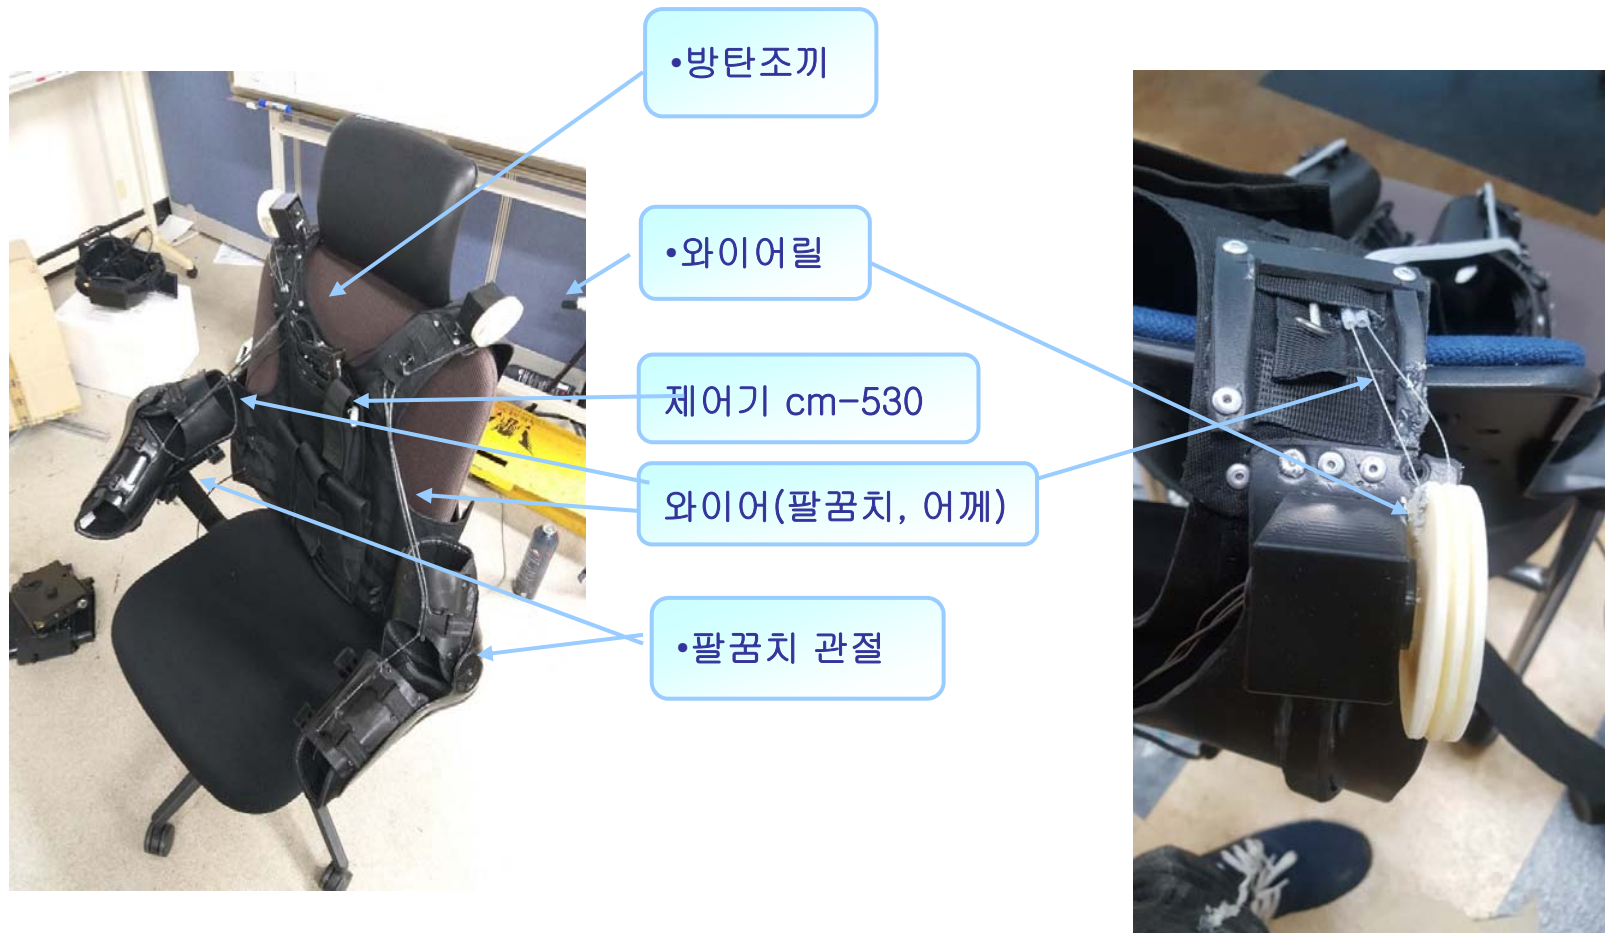 •방탄조끼
•와이어릴
제어기 cm-530
와이어(팔꿈치, 어께)
•팔꿈치 관절